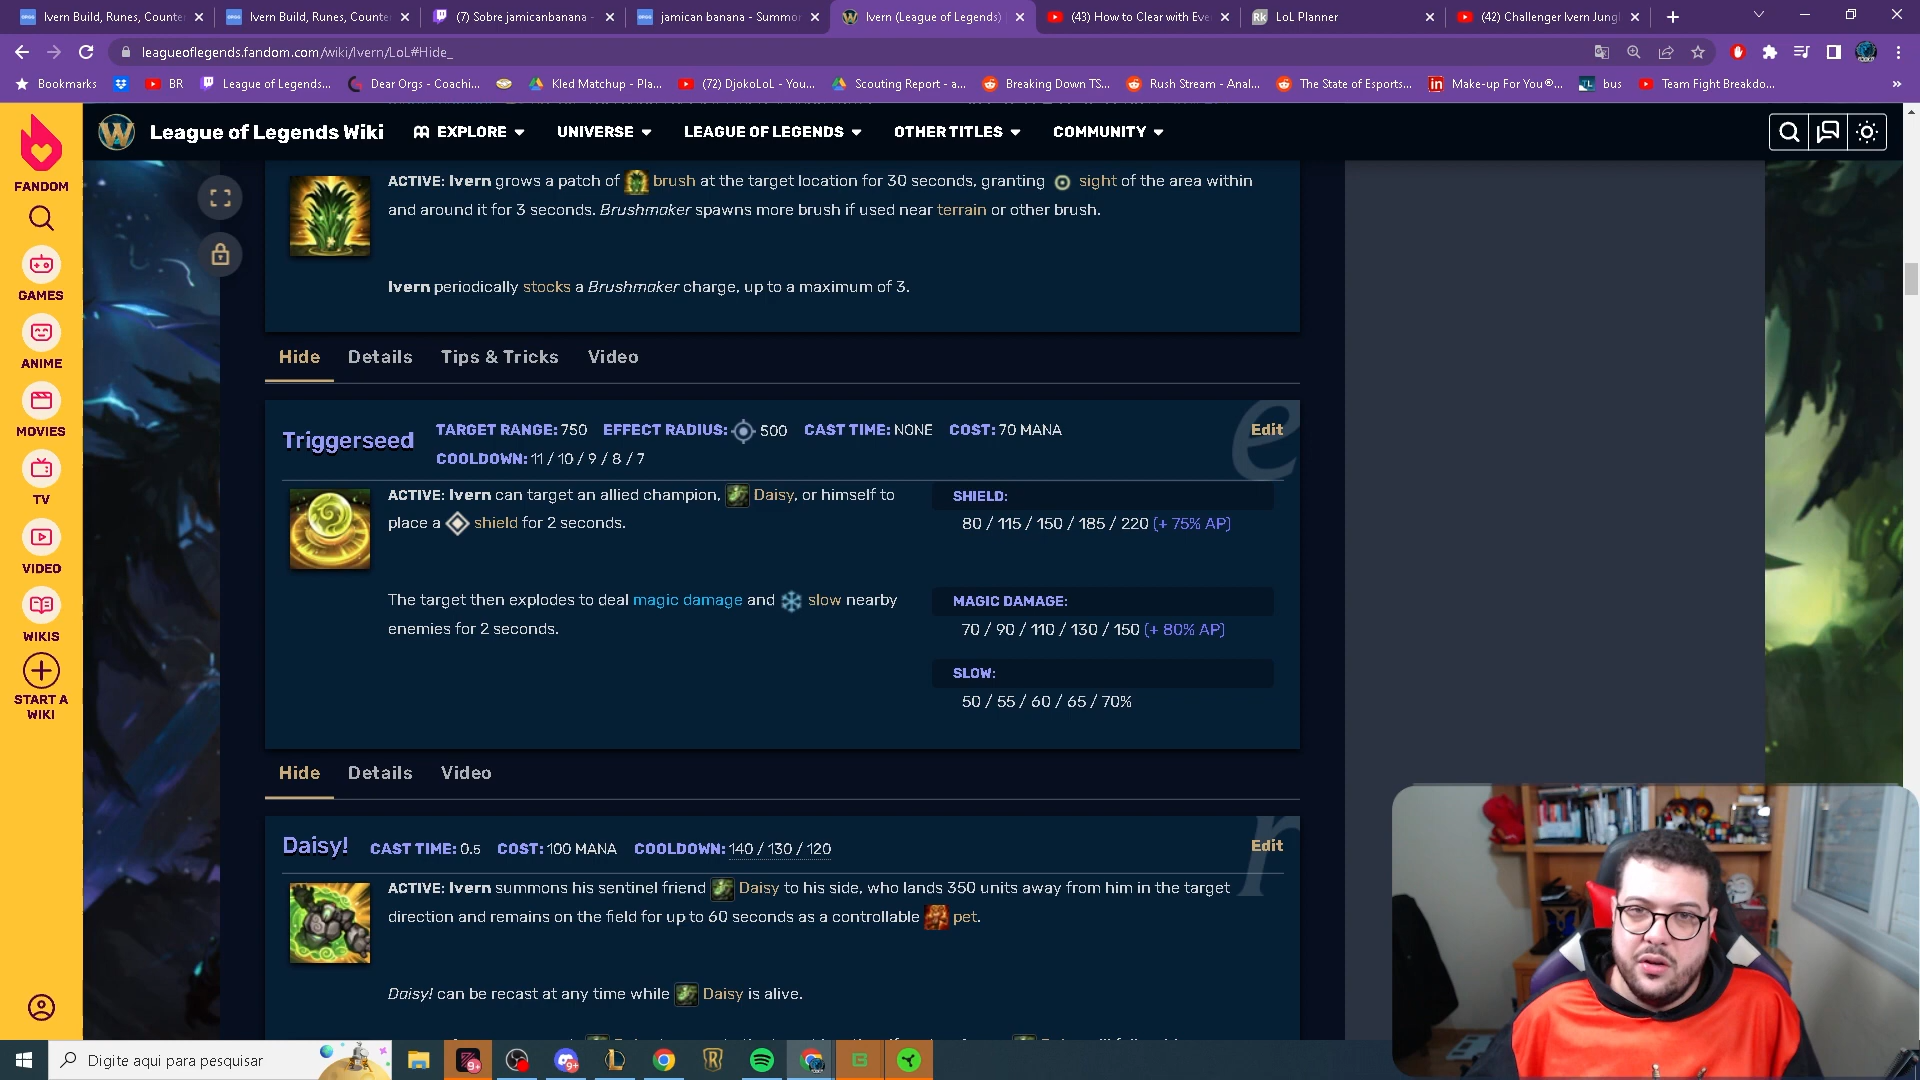 Ivern Build, Runes, Counte
Ivern Build, Runes, Counte
(7) Sobre jamicanbanana -
jamican banana - Summo
Ivern (League of Legends)
(43) How to Clear with Eve
LoL Planner
(42) Challenger Ivern Jung
leagueoflegends.fandom.com/wiki/Ivern/LoL#Hide_
Bookmarks
BR
League of Legends...
Dear Orgs - Coachi...
Kled Matchup - Pla...
(72) DjokoLoL - You...
Scouting Report - a...
Breaking Down TS...
Rush Stream - Anal...
The State of Esports...
Make-up For You®...
bus
Team Fight Breakdo...
League of Legends Wiki
EXPLORE
UNIVERSE
LEAGUE OF LEGENDS
OTHER TITLES
COMMUNITY
FANDOM
GAMES
ANIME
MOVIES
TV
VIDEO
WIKIS
START A
WIKI
ACTIVE: Ivern grows a patch of brush at the target location for 30 seconds, granting sight of the area within
and around it for 3 seconds. Brushmaker spawns more brush if used near terrain or other brush.
Ivern periodically stocks a Brushmaker charge, up to a maximum of 3.
Hide Details Tips & Tricks Video
Triggerseed
TARGET RANGE: 750 EFFECT RADIUS: 500 CAST TIME: NONE COST: 70 MANA
COOLDOWN: 11 / 10 / 9 / 8 / 7
e
Edit
ACTIVE: Ivern can target an allied champion, Daisy, or himself to
place a shield for 2 seconds.
SHIELD:
80 / 115 / 150 / 185 / 220 (+ 75% AP)
The target then explodes to deal magic damage and slow nearby
enemies for 2 seconds.
MAGIC DAMAGE:
70 / 90 / 110 / 130 / 150 (+ 80% AP)
SLOW:
50 / 55 / 60 / 65 / 70%
Hide Details Video
Daisy!
CAST TIME: 0.5 COST: 100 MANA COOLDOWN: 140 / 130 / 120
r
Edit
ACTIVE: Ivern summons his sentinel friend Daisy to his side, who lands 350 units away from him in the target
direction and remains on the field for up to 60 seconds as a controllable pet.
Daisy! can be recast at any time while Daisy is alive.
Digite aqui para pesquisar